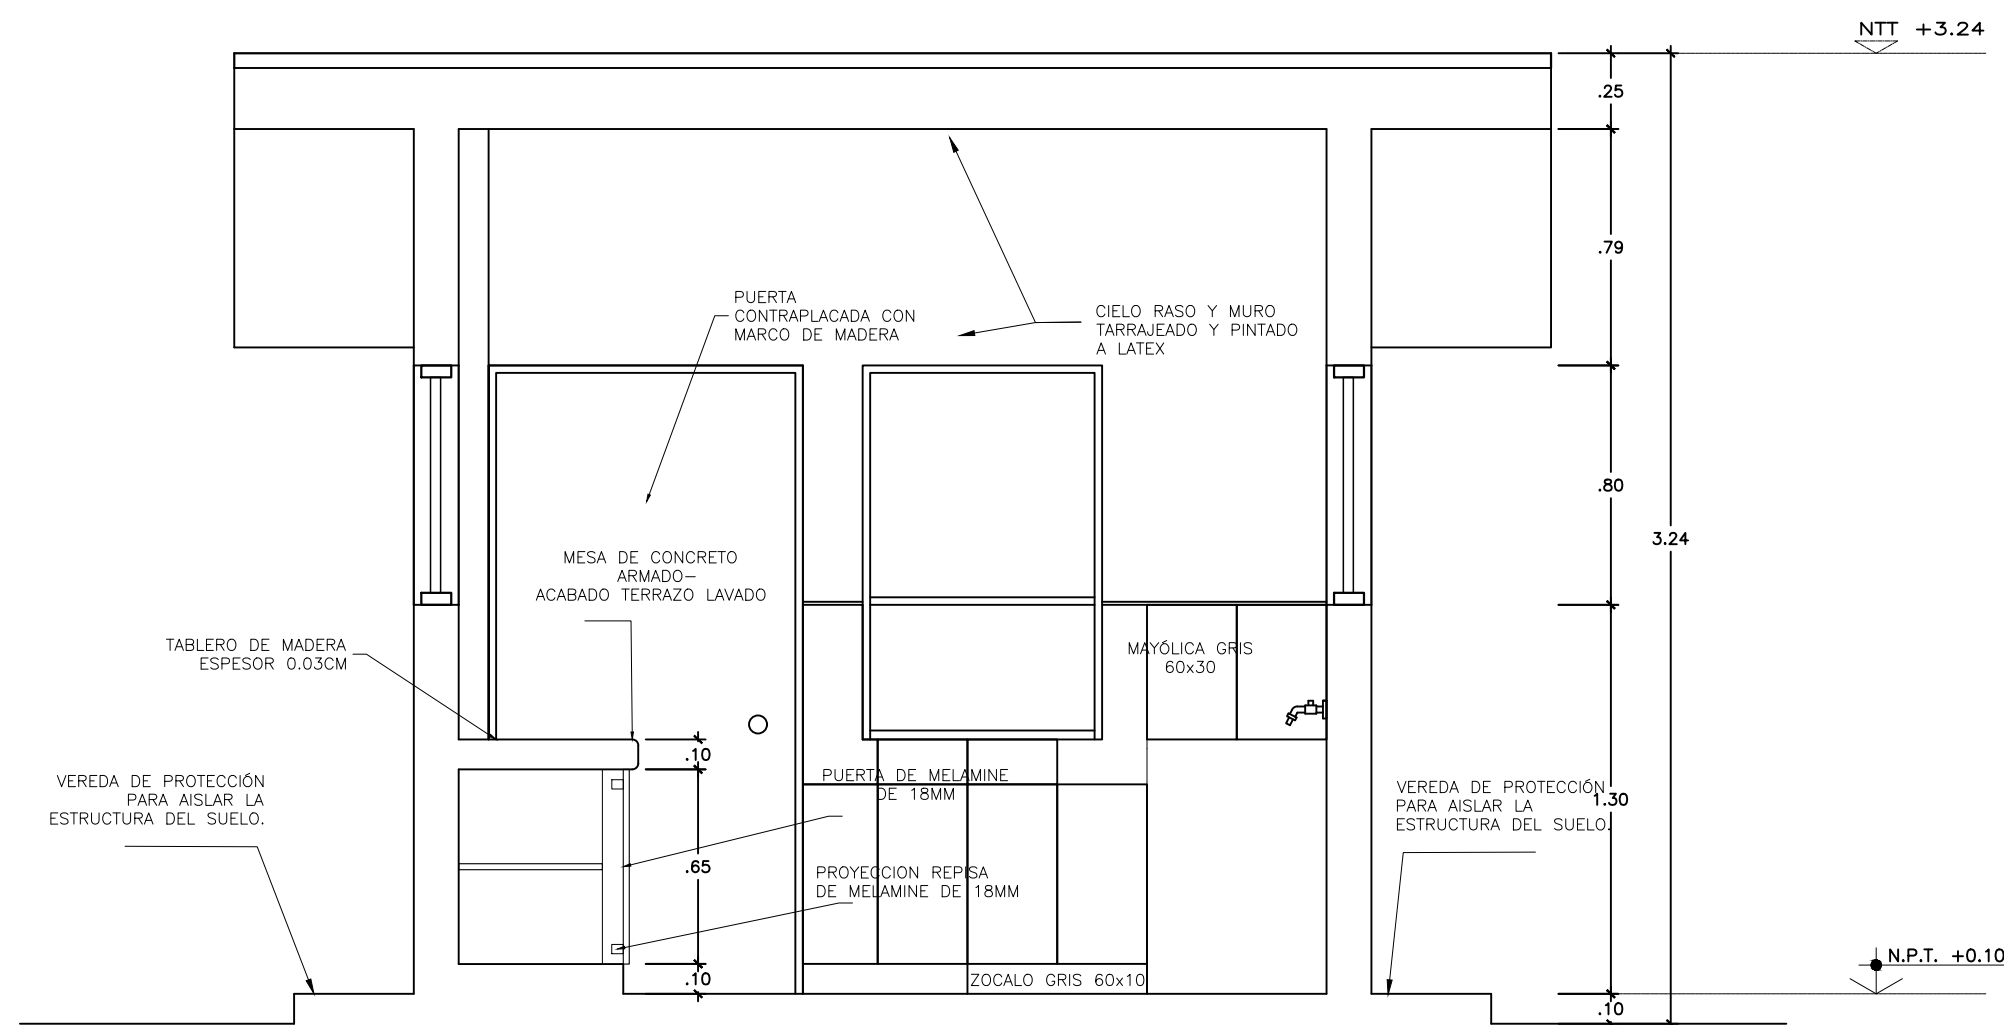 NTT +3.24
.25
.79
PUERTA
CONTRAPLACADA CON
MARCO DE MADERA
CIELO RASO Y MURO
TARRAJEADO Y PINTADO
A LATEX
.80
3.24
MESA DE CONCRETO
ARMADO-
ACABADO TERRAZO LAVADO
TABLERO DE MADERA
ESPESOR 0.03CM
MAYÓLICA GRIS
60x30
.10
VEREDA DE PROTECCIÓN
PARA AISLAR LA
ESTRUCTURA DEL SUELO.
PUERTA DE MELAMINE
DE 18MM
VEREDA DE PROTECCIÓN
PARA AISLAR LA
ESTRUCTURA DEL SUELO.
1.30
.65
PROYECCION REPISA
DE MELAMINE DE 18MM
N.P.T. +0.10
.10
ZOCALO GRIS 60x10
.10